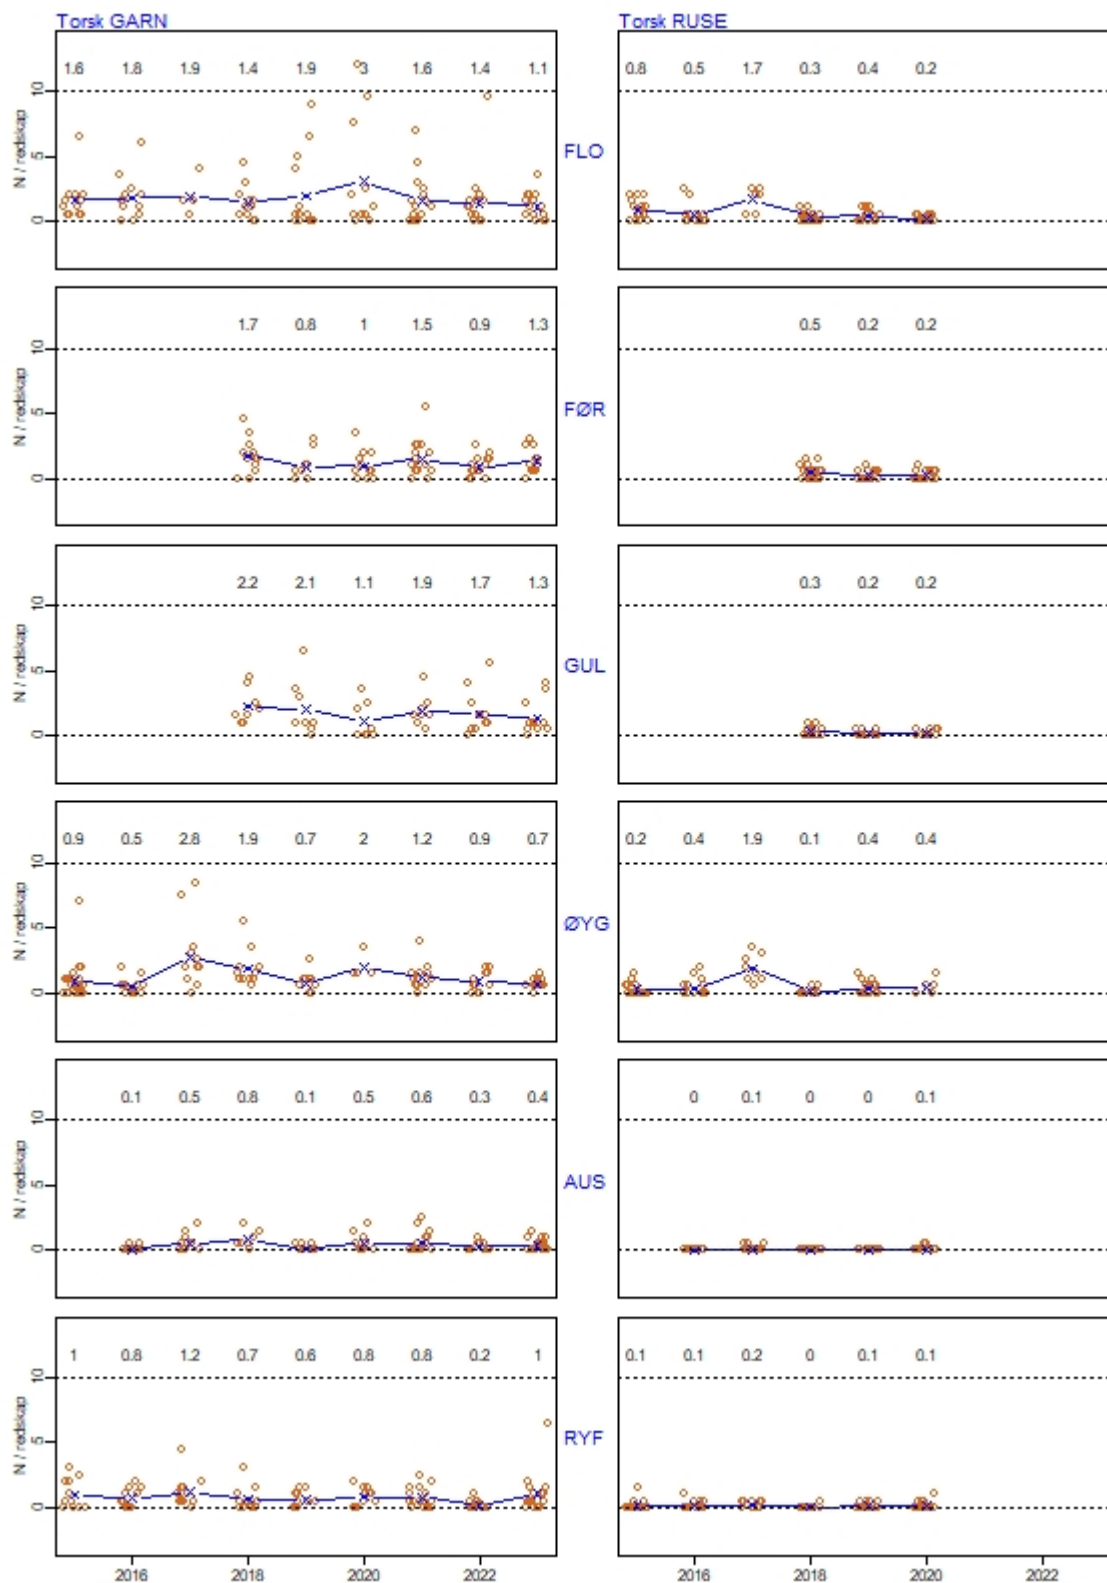 Torsk GARN Torsk RUSE
1.6 1.8 1.9 1.4 1.9 3 1.6 1.4 1.1 0.8 0.5 1.7 0.3 0.4 0.2
10
5
0
N / redskap
FLO
1.7 0.8 1 1.5 0.9 1.3 0.5 0.2 0.2
10
5
0
N / redskap
FØR
2.2 2.1 1.1 1.9 1.7 1.3 0.3 0.2 0.2
10
5
0
N / redskap
GUL
0.9 0.5 2.8 1.9 0.7 2 1.2 0.9 0.7 0.2 0.4 1.9 0.1 0.4 0.4
10
5
0
N / redskap
ØYG
0.1 0.5 0.8 0.1 0.5 0.6 0.3 0.4 0 0.1 0 0 0.1
10
5
0
N / redskap
AUS
1 0.8 1.2 0.7 0.6 0.8 0.8 0.2 1 0.1 0.1 0.2 0 0.1 0.1
10
5
0
N / redskap
RYF
2016 2018 2020 2022 2016 2018 2020 2022